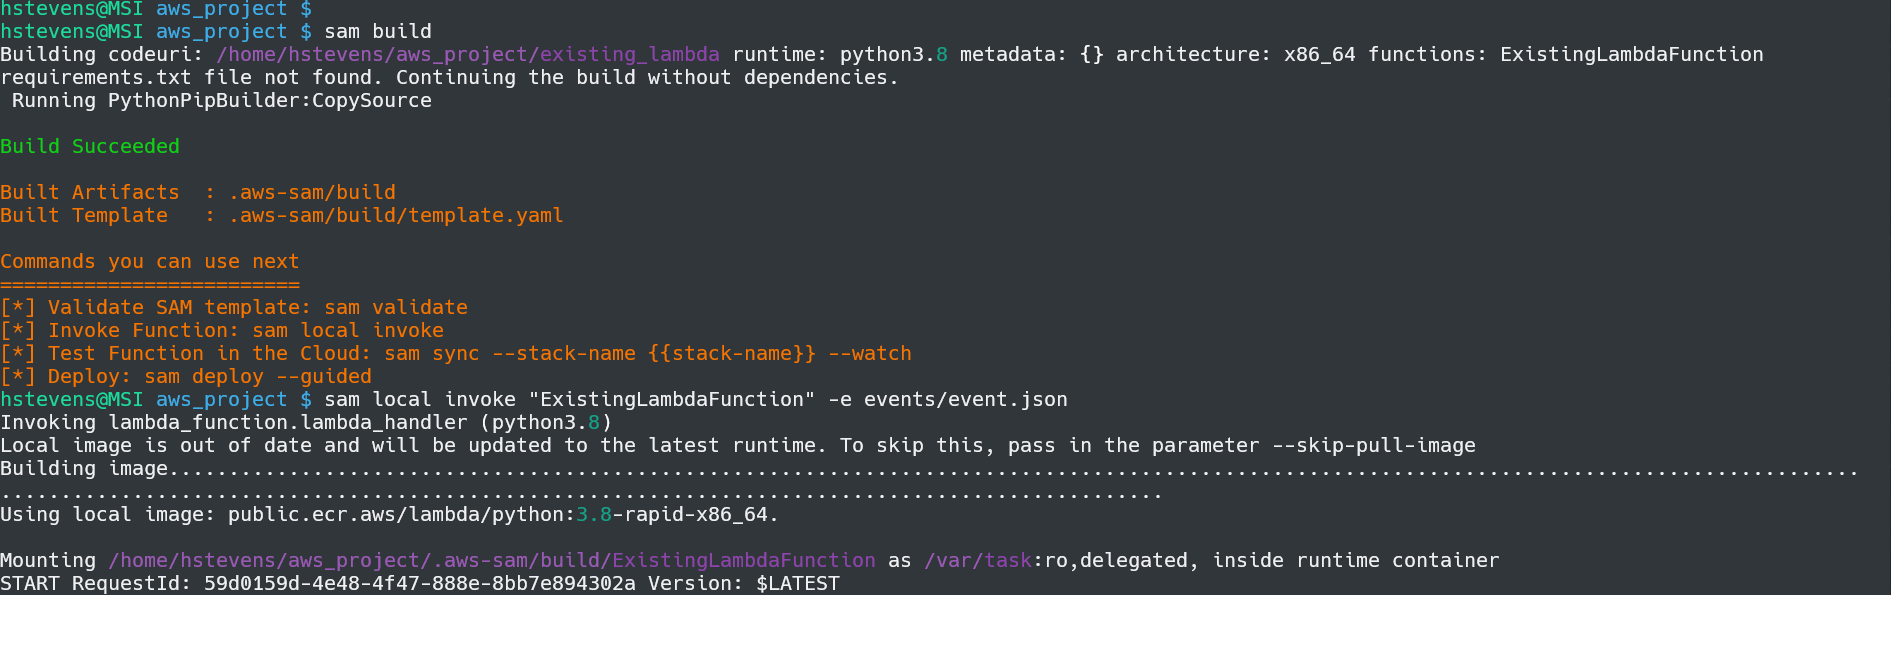 hstevens@MSI aws_project $
hstevens@MSI aws_project $ sam build
Building codeuri: /home/hstevens/aws_project/existing_lambda runtime: python3.8 metadata: {} architecture: x86_64 functions: ExistingLambdaFunction
requirements.txt file not found. Continuing the build without dependencies.
 Running PythonPipBuilder:CopySource
Build Succeeded
Built Artifacts  : .aws-sam/build
Built Template   : .aws-sam/build/template.yaml
Commands you can use next
=========================
[*] Validate SAM template: sam validate
[*] Invoke Function: sam local invoke
[*] Test Function in the Cloud: sam sync --stack-name {{stack-name}} --watch
[*] Deploy: sam deploy --guided
hstevens@MSI aws_project $ sam local invoke "ExistingLambdaFunction" -e events/event.json
Invoking lambda_function.lambda_handler (python3.8)
Local image is out of date and will be updated to the latest runtime. To skip this, pass in the parameter --skip-pull-image
Building image.............................................................................................................................................
.................................................................................................
Using local image: public.ecr.aws/lambda/python:3.8-rapid-x86_64.
Mounting /home/hstevens/aws_project/.aws-sam/build/ExistingLambdaFunction as /var/task:ro,delegated, inside runtime container
START RequestId: 59d0159d-4e48-4f47-888e-8bb7e894302a Version: $LATEST